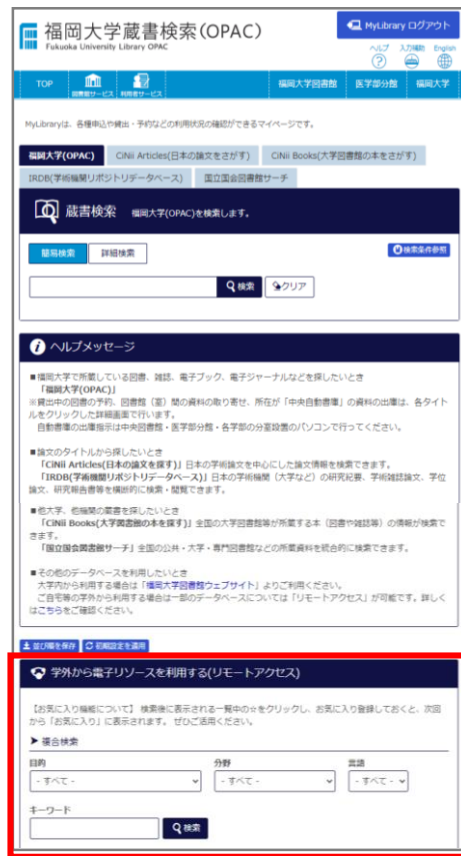 福岡大学蔵書検索(OPAC)
Fukuoka University Library OPAC
MyLibrary ログアウト
ヘルプ
入力補助
English
TOP
図書館サービス
利用者サービス
福岡大学図書館
医学部分館
福岡大学
MyLibraryは、各種申込や貸出・予約などの利用状況の確認ができるマイページです。
福岡大学(OPAC)
CiNii Articles(日本の論文をさがす)
CiNii Books(大学図書館の本をさがす)
IRDB(学術機関リポジトリデータベース)
国立国会図書館サーチ
蔵書検索 福岡大学(OPAC)を検索します。
簡易検索
詳細検索
検索条件参照
検索
クリア
ヘルプメッセージ
■福岡大学で所蔵している図書、雑誌、電子ブック、電子ジャーナルなどを探したいとき
「福岡大学(OPAC)」
※貸出中の図書の予約、図書館（室）間の資料の取り寄せ、所在が「中央自動書庫」の資料の出庫は、各タイト
ルをクリックした詳細画面で行います。
自動書庫の出庫指示は中央図書館・医学部分館・各学部の分室設置のパソコンで行ってください。
■論文のタイトルから探したいとき
「CiNii Articles(日本の論文を探す)」日本の学術論文を中心にした論文情報を検索できます。
「IRDB(学術機関リポジトリデータベース)」日本の学術機関（大学など）の研究紀要、学術雑誌論文、学位
論文、研究報告書等を横断的に検索・閲覧できます。
■他大学、他機関の蔵書を探したいとき
「CiNii Books(大学図書館の本を探す)」全国の大学図書館等が所蔵する本（図書や雑誌等）の情報が検索で
きます。
「国立国会図書館サーチ」全国の公共・大学・専門図書館などの所蔵資料を統合的に検索できます。
■その他のデータベースを利用したいとき
大学内から利用する場合は「福岡大学図書館ウェブサイト」よりご利用ください。
ご自宅等の学外から利用する場合は一部のデータベースについては「リモートアクセス」が可能です。詳しく
はこちらをご確認ください。
並び順を保存
初期設定を適用
学外から電子リソースを利用する(リモートアクセス)
【お気に入り機能について】 検索後に表示される一覧中の☆をクリックし、お気に入り登録しておくと、次回
から「お気に入り」に表示されます。 ぜひご活用ください。
➤ 複合検索
目的
分野
言語
- すべて -
- すべて -
- すべて -
キーワード
検索